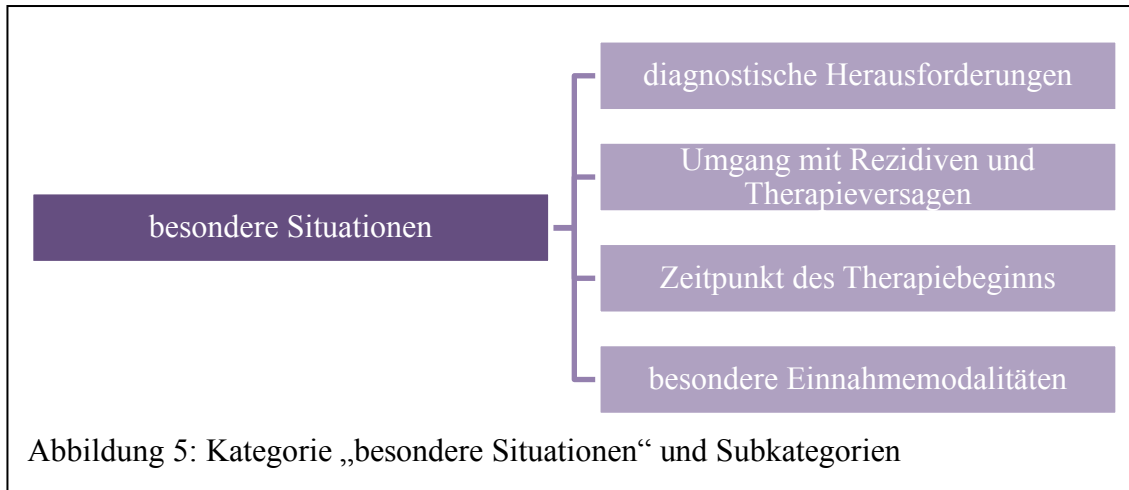 diagnostische Herausforderungen
Umgang mit Rezidiven und
Therapieversagen
besondere Situationen
Zeitpunkt des Therapiebeginns
besondere Einnahmemodalitäten
Abbildung 5: Kategorie „besondere Situationen“ und Subkategorien